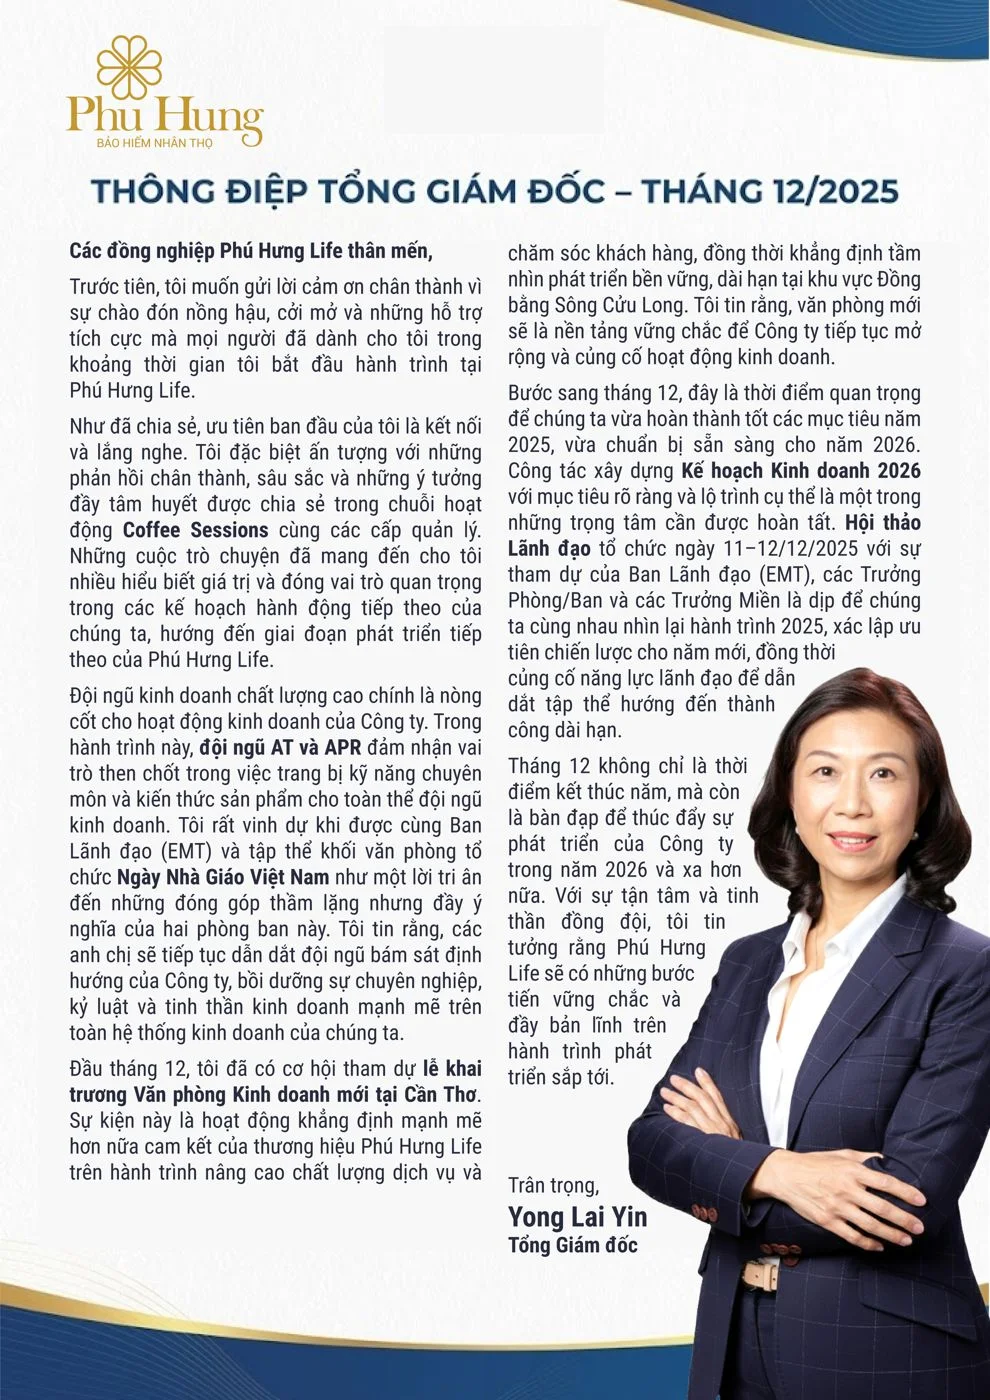 Phú Hưng
BẢO HIỂM NHÂN THỌ
THÔNG ĐIỆP TỔNG GIÁM ĐỐC – THÁNG 12/2025
Các đồng nghiệp Phú Hưng Life thân mến,
Trước tiên, tôi muốn gửi lời cảm ơn chân thành vì
sự chào đón nồng hậu, cởi mở và những hỗ trợ
tích cực mà mọi người đã dành cho tôi trong
khoảng thời gian tôi bắt đầu hành trình tại
Phú Hưng Life.
Như đã chia sẻ, ưu tiên ban đầu của tôi là kết nối
và lắng nghe. Tôi đặc biệt ấn tượng với những
phản hồi chân thành, sâu sắc và những ý tưởng
đầy tâm huyết được chia sẻ trong chuỗi hoạt
động Coffee Sessions cùng các cấp quản lý.
Những cuộc trò chuyện đã mang đến cho tôi
nhiều hiểu biết giá trị và đóng vai trò quan trọng
trong các kế hoạch hành động tiếp theo của
chúng ta, hướng đến giai đoạn phát triển tiếp
theo của Phú Hưng Life.
Đội ngũ kinh doanh chất lượng cao chính là nòng
cốt cho hoạt động kinh doanh của Công ty. Trong
hành trình này, đội ngũ AT và APR đảm nhận vai
trò then chốt trong việc trang bị kỹ năng chuyên
môn và kiến thức sản phẩm cho toàn thể đội ngũ
kinh doanh. Tôi rất vinh dự khi được cùng Ban
Lãnh đạo (EMT) và tập thể khối văn phòng tổ
chức Ngày Nhà Giáo Việt Nam như một lời tri ân
đến những đóng góp thầm lặng nhưng đầy ý
nghĩa của hai phòng ban này. Tôi tin rằng, các
anh chị sẽ tiếp tục dẫn dắt đội ngũ bám sát định
hướng của Công ty, bồi dưỡng sự chuyên nghiệp,
kỷ luật và tinh thần kinh doanh mạnh mẽ trên
toàn hệ thống kinh doanh của chúng ta.
Đầu tháng 12, tôi đã có cơ hội tham dự lễ khai
trương Văn phòng Kinh doanh mới tại Cần Thơ.
Sự kiện này là hoạt động khẳng định mạnh mẽ
hơn nữa cam kết của thương hiệu Phú Hưng Life
trên hành trình nâng cao chất lượng dịch vụ và
chăm sóc khách hàng, đồng thời khẳng định tầm
nhìn phát triển bền vững, dài hạn tại khu vực Đồng
bằng Sông Cửu Long. Tôi tin rằng, văn phòng mới
sẽ là nền tảng vững chắc để Công ty tiếp tục mở
rộng và củng cố hoạt động kinh doanh.
Bước sang tháng 12, đây là thời điểm quan trọng
để chúng ta vừa hoàn thành tốt các mục tiêu năm
2025, vừa chuẩn bị sẵn sàng cho năm 2026.
Công tác xây dựng Kế hoạch Kinh doanh 2026
với mục tiêu rõ ràng và lộ trình cụ thể là một trong
những trọng tâm cần được hoàn tất. Hội thảo
Lãnh đạo tổ chức ngày 11–12/12/2025 với sự
tham dự của Ban Lãnh đạo (EMT), các Trưởng
Phòng/Ban và các Trưởng Miền là dịp để chúng
ta cùng nhau nhìn lại hành trình 2025, xác lập ưu
tiên chiến lược cho năm mới, đồng thời
củng cố năng lực lãnh đạo để dẫn
dắt tập thể hướng đến thành
công dài hạn.
Tháng 12 không chỉ là thời
điểm kết thúc năm, mà còn
là bàn đạp để thúc đẩy sự
phát triển của Công ty
trong năm 2026 và xa hơn
nữa. Với sự tận tâm và tinh
thần đồng đội, tôi tin
tưởng rằng Phú Hưng
Life sẽ có những bước
tiến vững chắc và
đầy bản lĩnh trên
hành trình phát
triển sắp tới.
Trân trọng,
Yong Lai Yin
Tổng Giám đốc